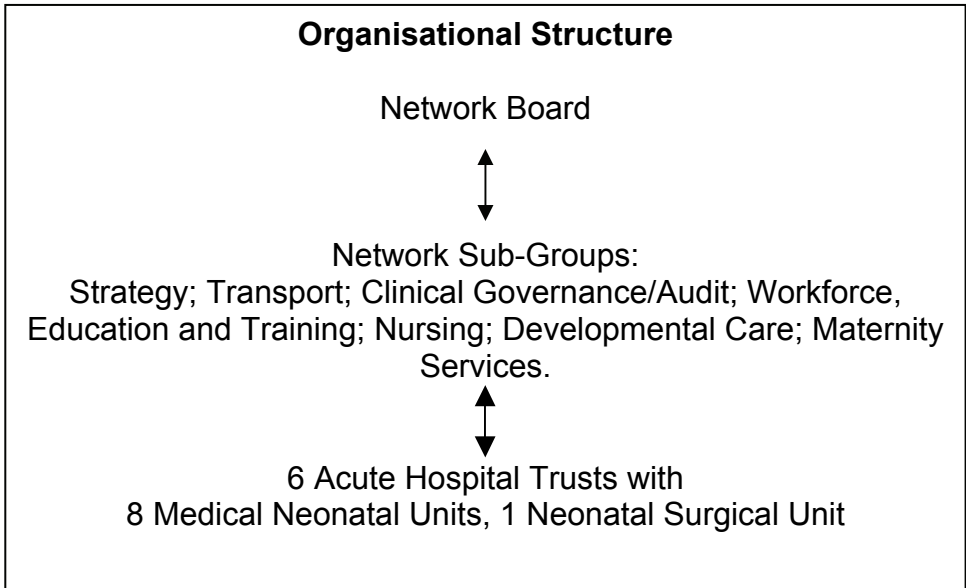 Organisational Structure
Network Board
Network Sub-Groups:
Strategy; Transport; Clinical Governance/Audit; Workforce,
Education and Training; Nursing; Developmental Care; Maternity
Services.
6 Acute Hospital Trusts with
8 Medical Neonatal Units, 1 Neonatal Surgical Unit